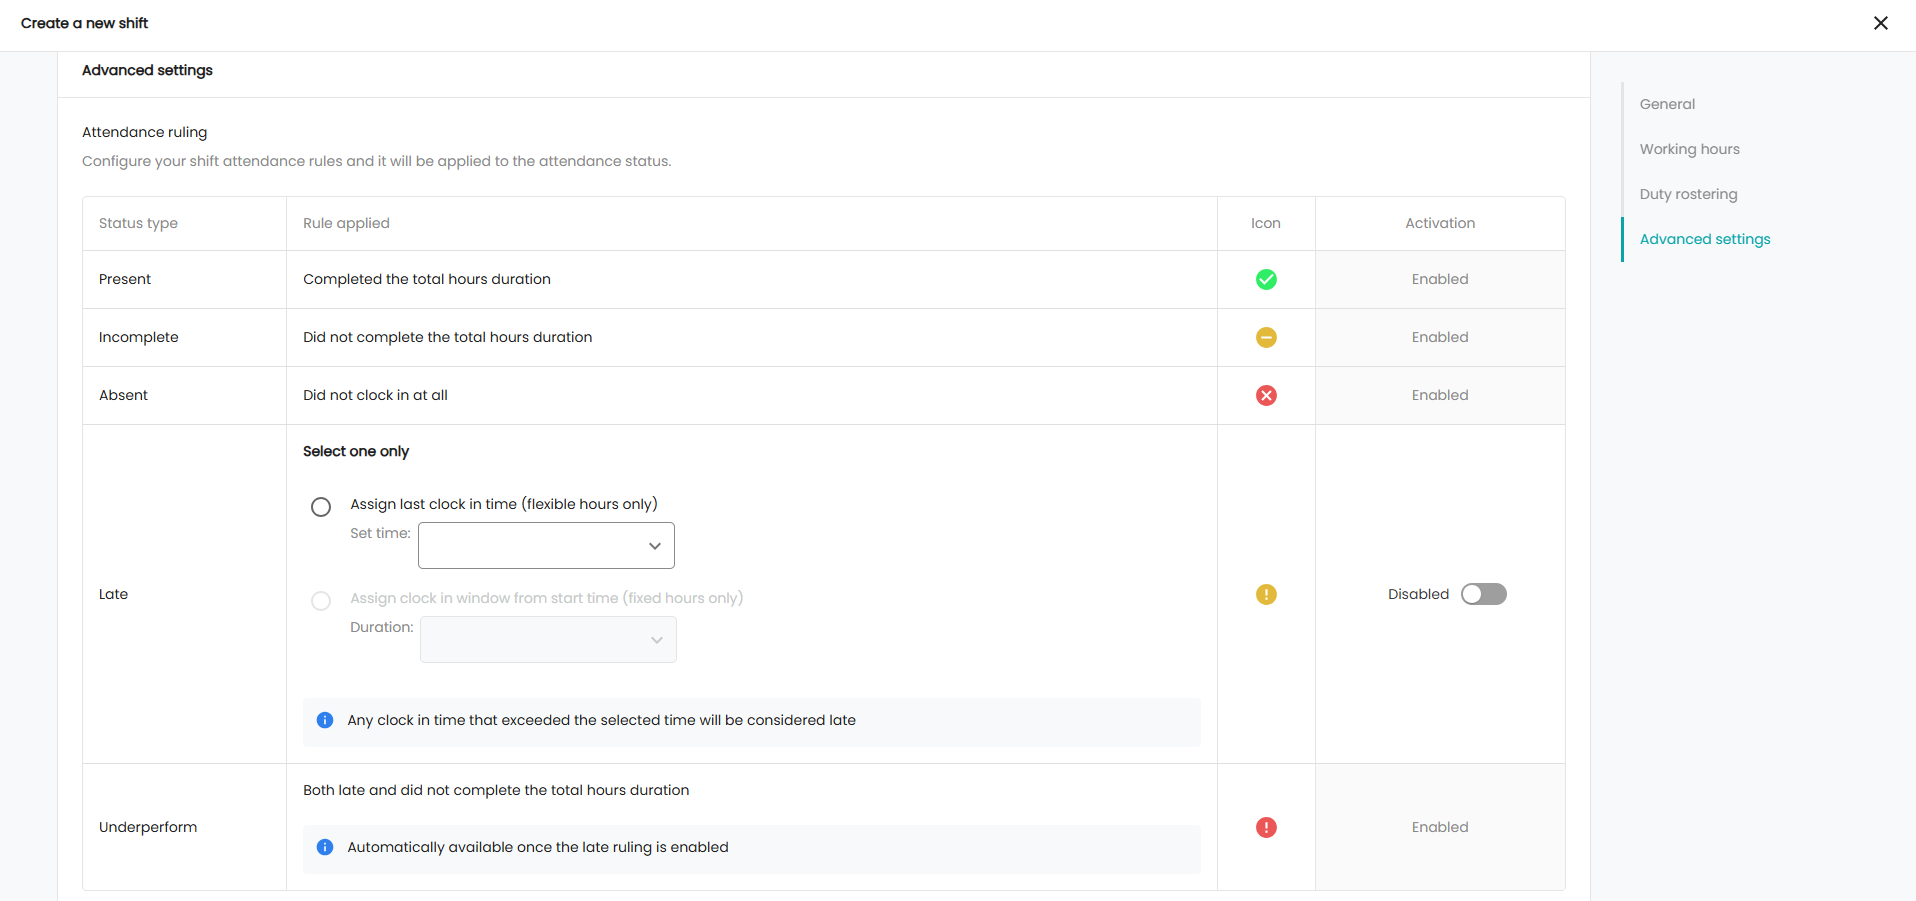 Create a new shift
Advanced settings
Attendance ruling
Configure your shift attendance rules and it will be applied to the attendance status.
Status type
Rule applied
Icon
Activation
Present
Completed the total hours duration
Enabled
Incomplete
Did not complete the total hours duration
Enabled
Absent
Did not clock in at all
Enabled
Late
Select one only
Assign last clock in time (flexible hours only)
Set time:
Assign clock in window from start time (fixed hours only)
Duration:
Any clock in time that exceeded the selected time will be considered late
Disabled
Underperform
Both late and did not complete the total hours duration
Automatically available once the late ruling is enabled
Enabled
General
Working hours
Duty rostering
Advanced settings